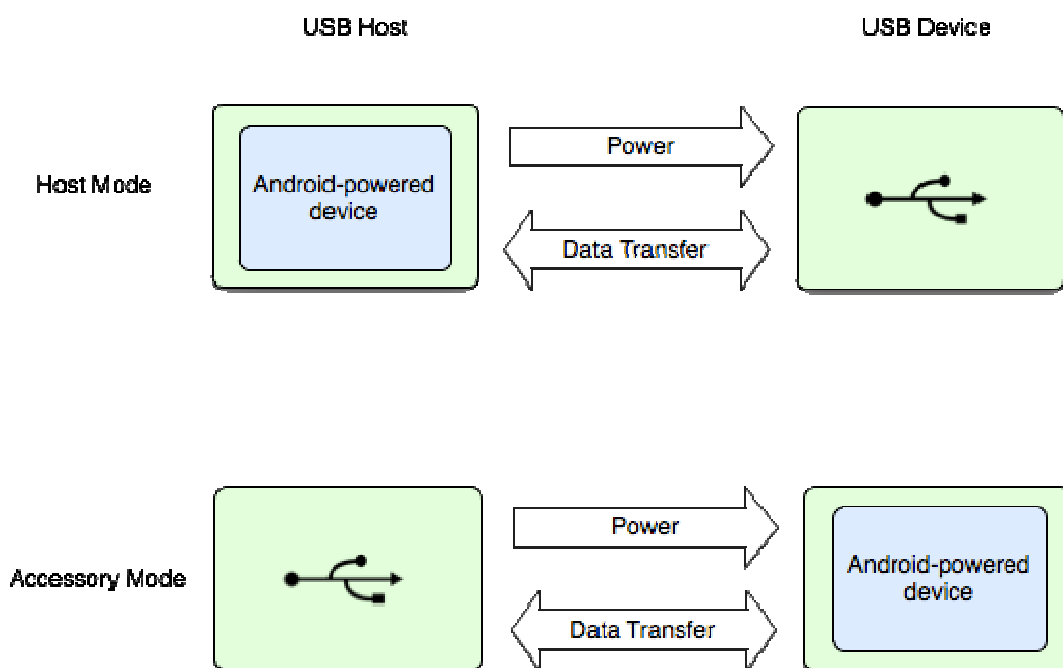 USB Host
USB Device
Host Mode
Android-powered
device
Power
Data Transfer
Accessory Mode
Power
Data Transfer
Android-powered
device